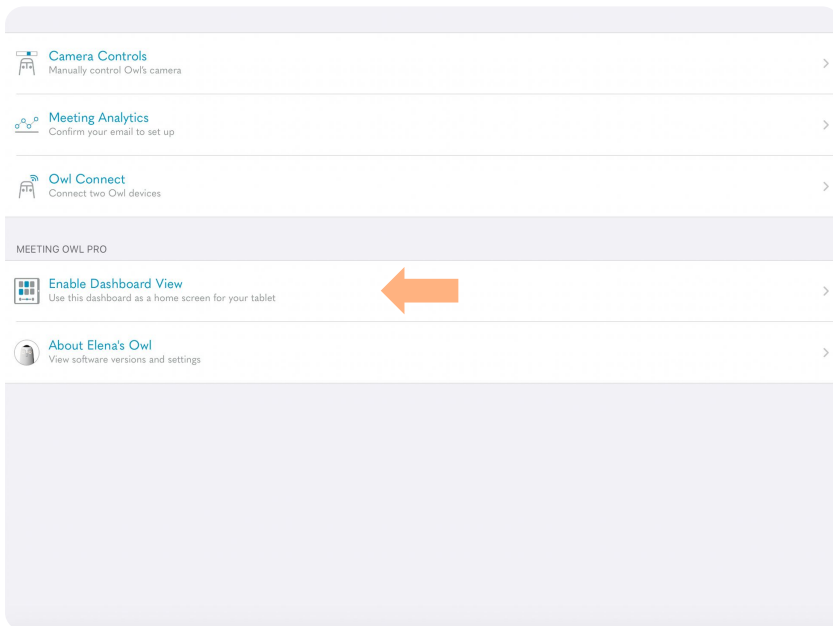 Camera Controls
Manually control Owl's camera
Meeting Analytics
Confirm your email to set up
Owl Connect
Connect two Owl devices
MEETING OWL PRO
Enable Dashboard View
Use this dashboard as a home screen for your tablet
About Elena's Owl
View software versions and settings